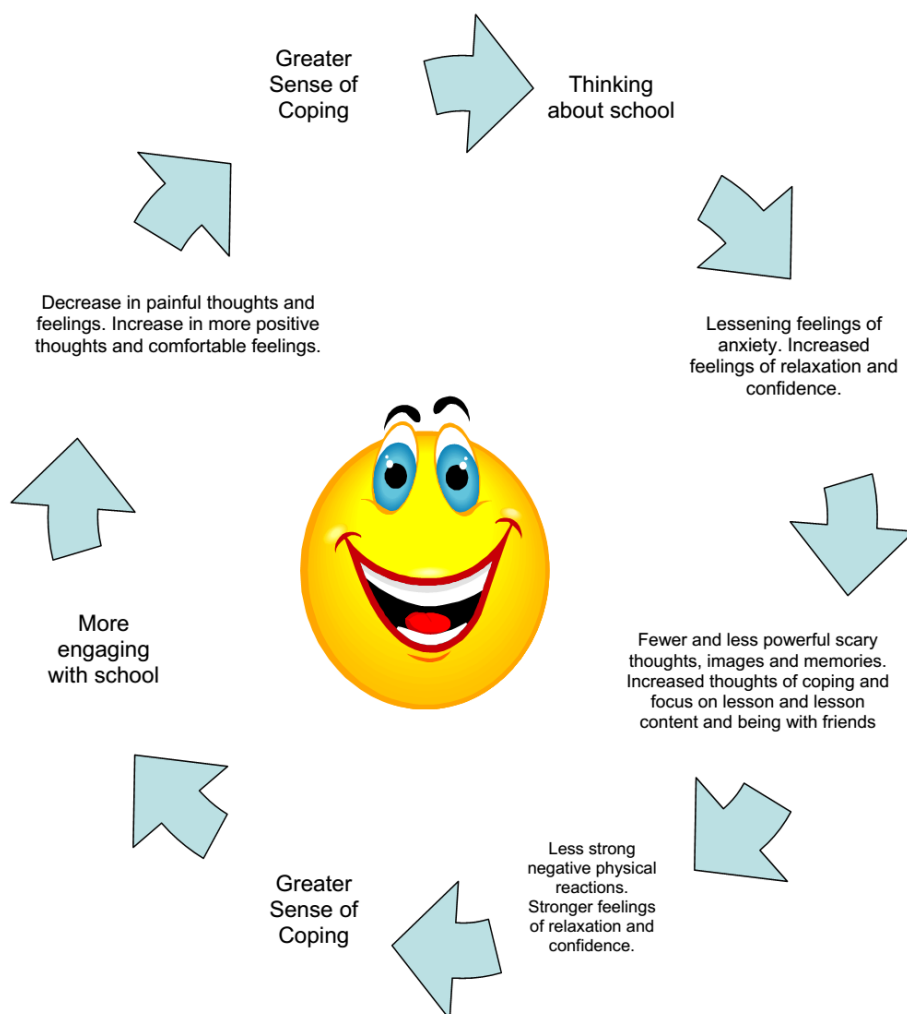 Greater
Sense of
Coping
Thinking
about school
Lessening feelings of
anxiety. Increased
feelings of relaxation and
confidence.
Fewer and less powerful scary
thoughts, images and memories.
Increased thoughts of coping and
focus on lesson and lesson
content and being with friends
Less strong
negative physical
reactions.
Stronger feelings
of relaxation and
confidence.
Greater
Sense of
Coping
More
engaging
with school
Decrease in painful thoughts and
feelings. Increase in more positive
thoughts and comfortable feelings.